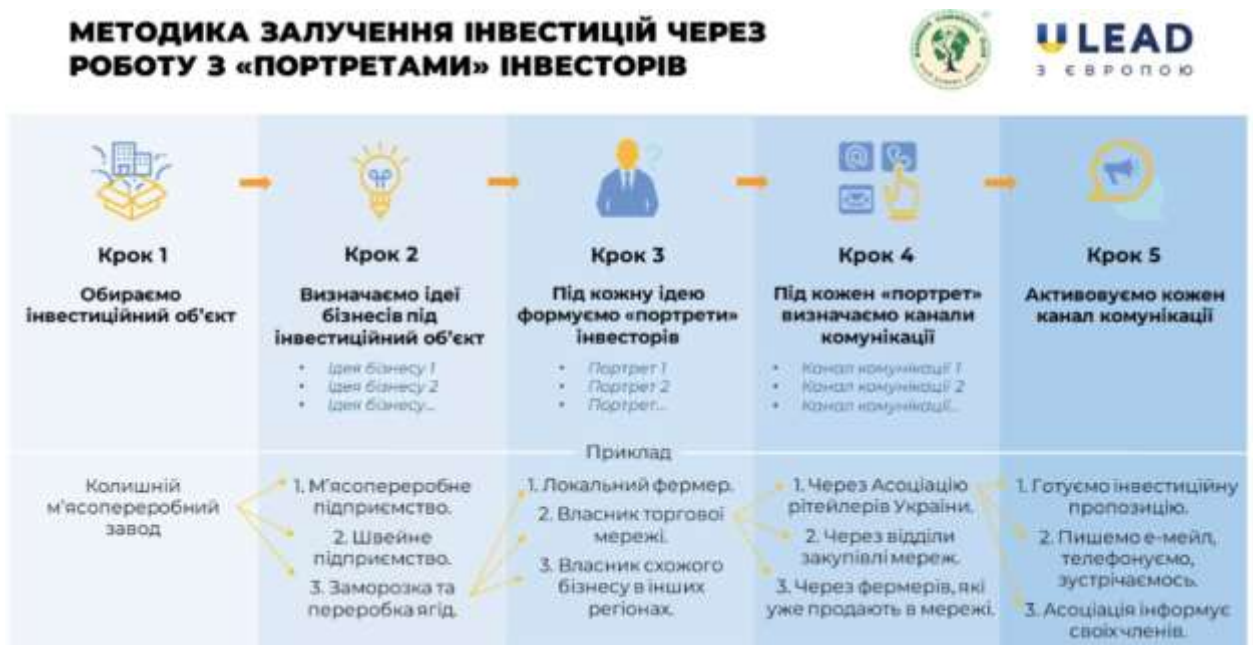 МЕТОДИКА ЗАЛУЧЕННЯ ІНВЕСТИЦІЙ ЧЕРЕЗ
РОБОТУ З «ПОРТРЕТАМИ» ІНВЕСТОРІВ
U LEAD
З ЄВРОПОЮ
Крок 1
Обираємо
інвестиційний об'єкт
Крок 2
Визначаємо ідеї
бізнесів під
інвестиційний об'єкт
• Ідея бізнесу 1
• Ідея бізнесу 2
• Ідея бізнесу...
Крок 3
Під кожну ідею
формуємо «портрети»
інвесторів
• Портрет 1
• Портрет 2
• Портрет...
Крок 4
Під кожен «портрет»
визначаємо канали
комунікації
• Канал комунікації 1
• Канал комунікації 2
• Канал комунікації...
Крок 5
Активовуємо кожен
канал комунікації
Приклад
Колишній
м'ясопереробний
завод
1. М'ясопереробне
підприємство.
2. Швейне
підприємство.
3. Заморозка та
переробка ягід.
1. Локальний фермер.
2. Власник торгової
мережі.
3. Власник схожого
бізнесу в інших
регіонах.
1. Через Асоціацію
рітейлерів України.
2. Через відділи
закупівлі мереж.
3. Через фермерів, які
уже продають в мережі.
1. Готуємо інвестиційну
пропозицію.
2. Пишемо е-мейл,
телефонуємо,
зустрічаємось.
3. Асоціація інформує
своїх членів.